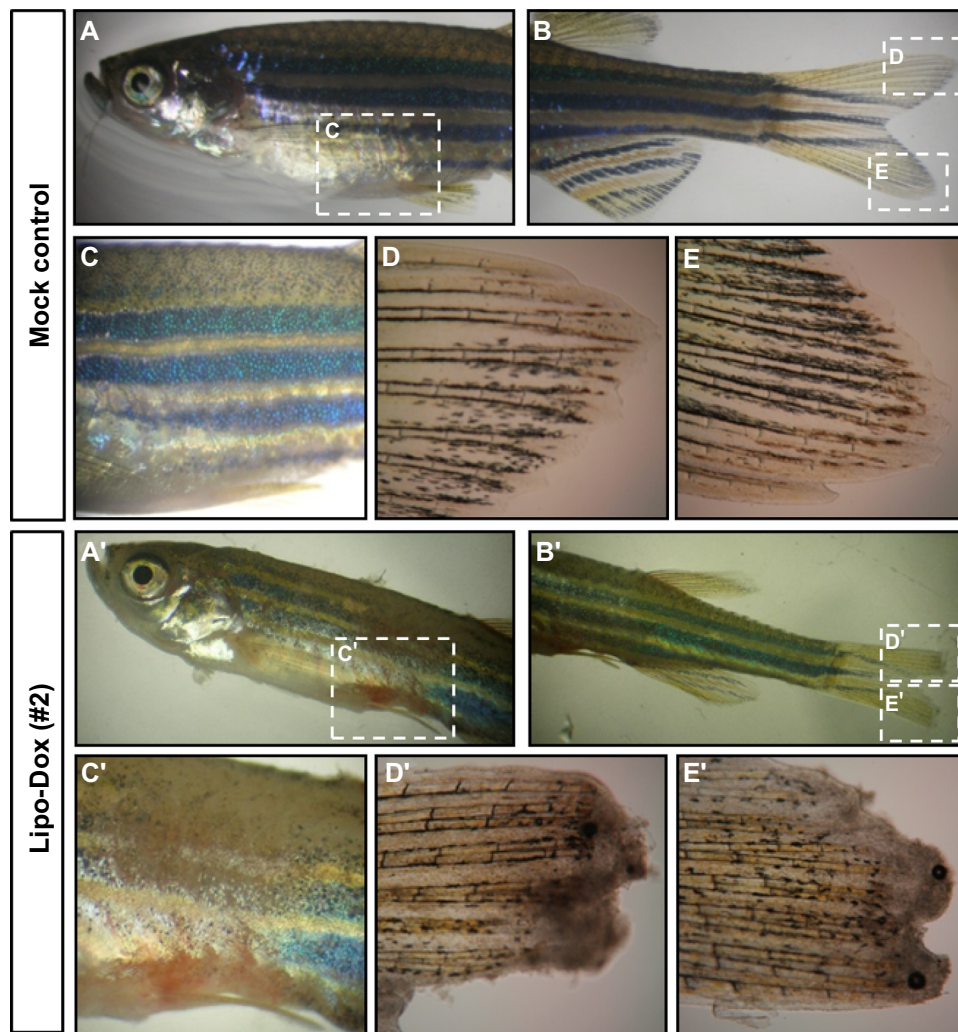 Mock control
A
C
B
D
E
C
D
E
Lipo-Dox (#2)
A'
C'
B'
D'
E'
C'
D'
E'